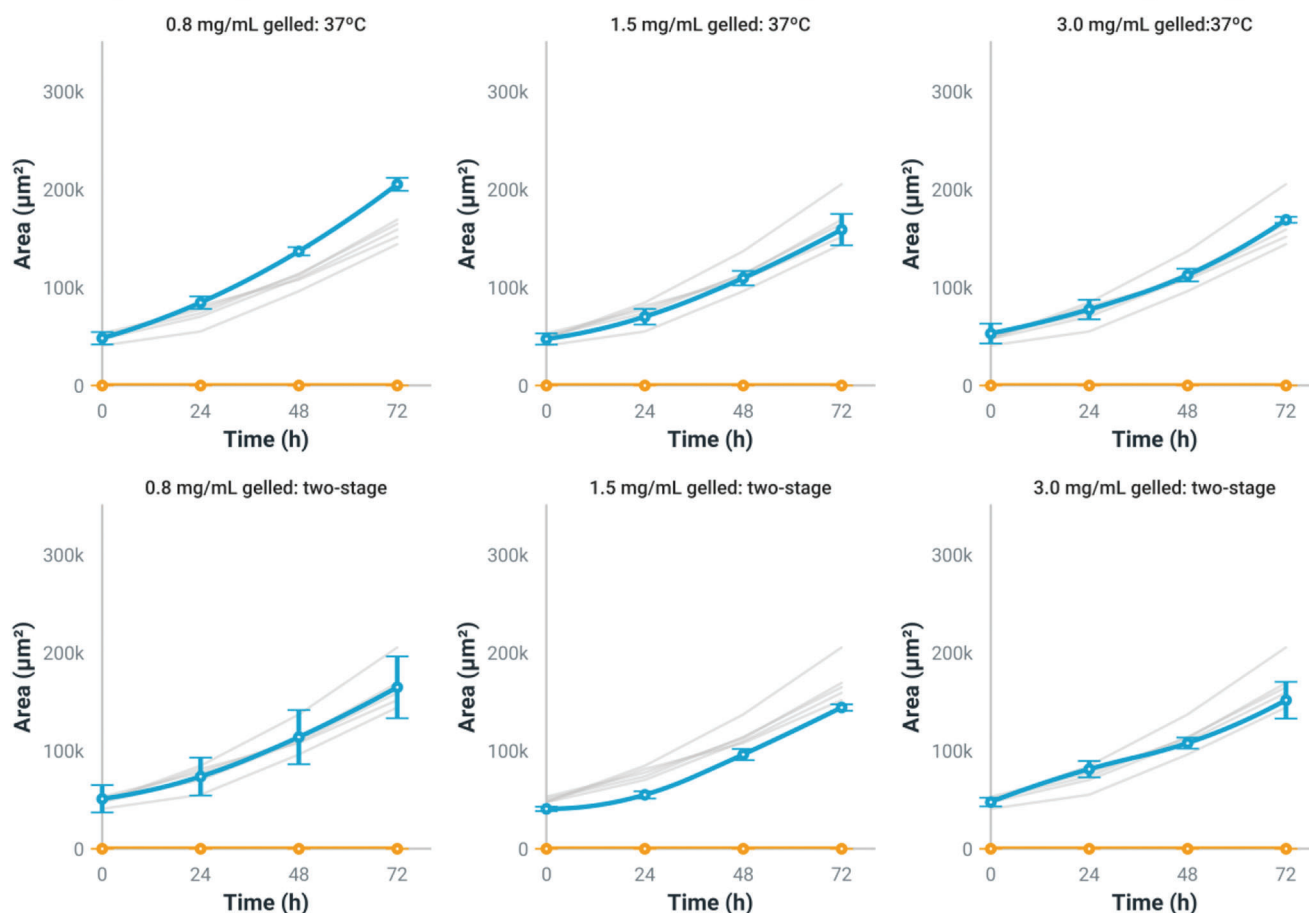 0.8 mg/mL gelled: 37ºC
1.5 mg/mL gelled: 37ºC
3.0 mg/mL gelled:37ºC
Area (µm²)
300k
200k
100k
0
0 24 48 72
Time (h)
Area (µm²)
300k
200k
100k
0
0 24 48 72
Time (h)
Area (µm²)
300k
200k
100k
0
0 24 48 72
Time (h)
0.8 mg/mL gelled: two-stage
1.5 mg/mL gelled: two-stage
3.0 mg/mL gelled: two-stage
Area (µm²)
300k
200k
100k
0
0 24 48 72
Time (h)
Area (µm²)
300k
200k
100k
0
0 24 48 72
Time (h)
Area (µm²)
300k
200k
100k
0
0 24 48 72
Time (h)